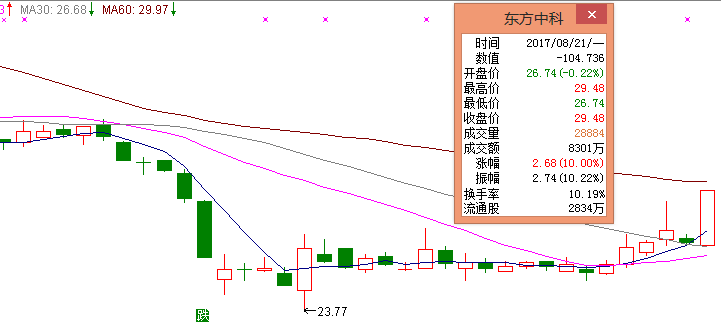 3↑ MA30: 26.68↓ MA60: 29.97↓
东方中科
时间 2017/08/21/一
数值 -104.736
开盘价 26.74(-0.22%)
最高价 29.48
最低价 26.74
收盘价 29.48
成交量 28884
成交额 8301万
涨幅 2.68(10.00%)
振幅 2.74(10.22%)
换手率 10.19%
流通股 2834万
跌
←23.77